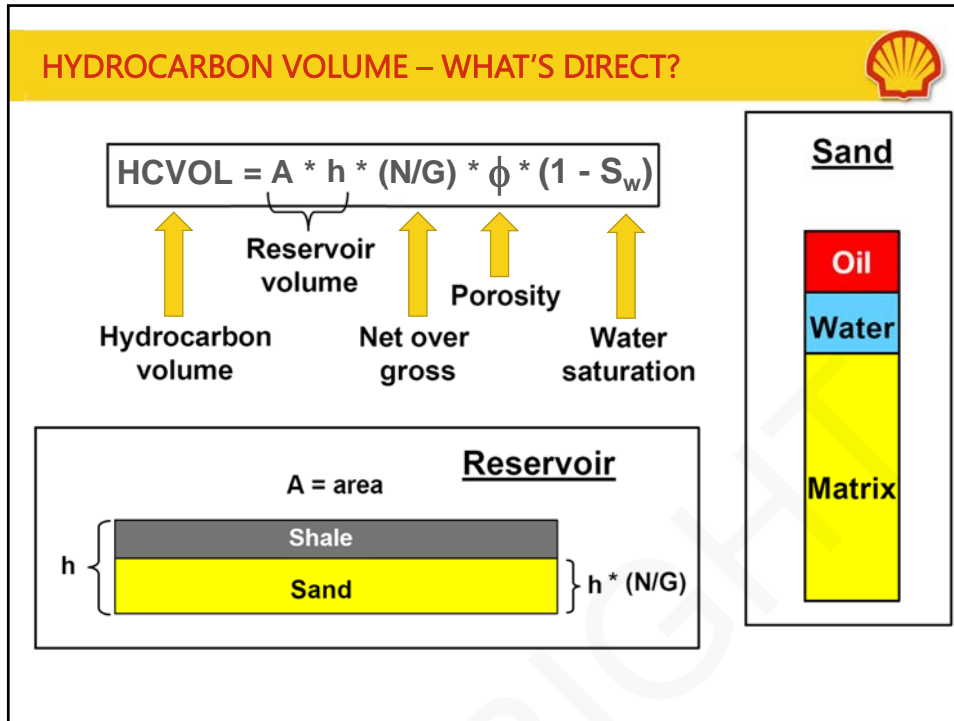 HYDROCARBON VOLUME – WHAT'S DIRECT?
HCVOL = A * h * (N/G) * ϕ * (1 - Sw)
Reservoir
volume
Porosity
Hydrocarbon
volume
Net over
gross
Water
saturation
Sand
Oil
Water
Matrix
Reservoir
A = area
Shale
h
Sand
h * (N/G)
RIGHT